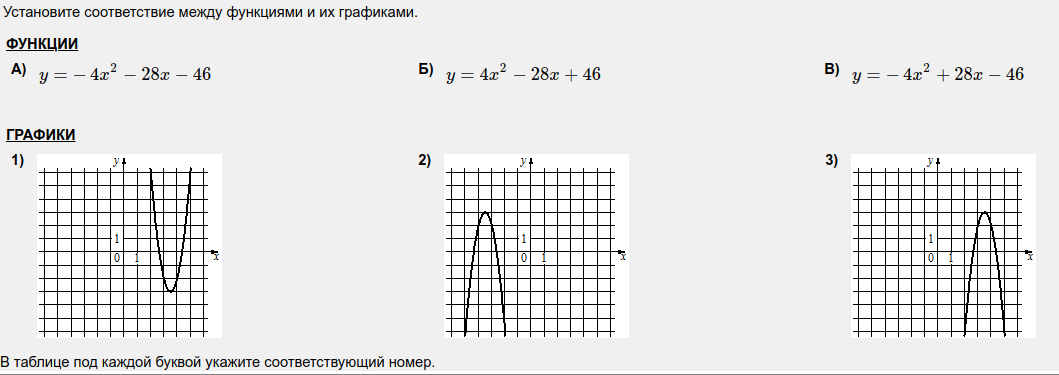 Установите соответствие между функциями и их графиками.
ФУНКЦИИ
А) y = − 4x² − 28x − 46 Б) y = 4x² − 28x + 46 В) y = − 4x² + 28x − 46
ГРАФИКИ
1) 2) 3)
y y y
1 1 1
0 1 x 0 1 x 0 1 x
В таблице под каждой буквой укажите соответствующий номер.